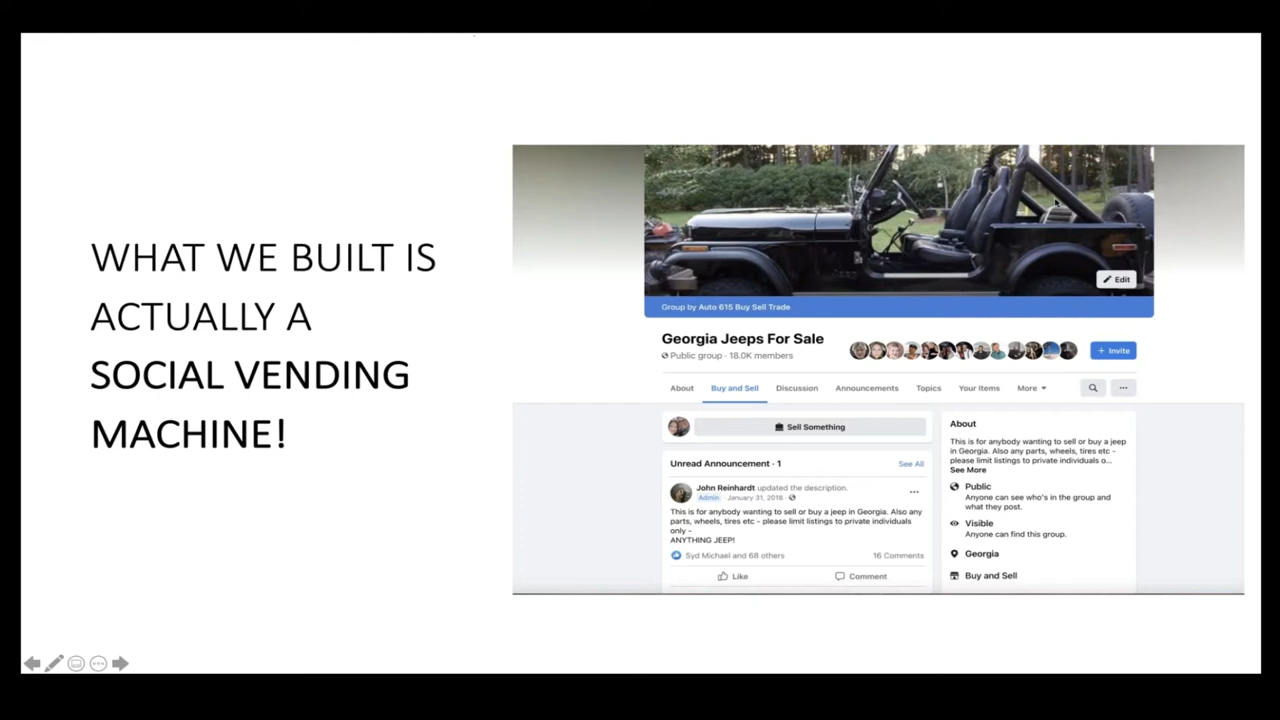 WHAT WE BUILT IS
ACTUALLY A
SOCIAL VENDING
MACHINE!
Edit
Group by Auto 615 Buy Sell Trade
Georgia Jeeps For Sale
Public group · 18.0K members
+ Invite
About
Buy and Sell
Discussion
Announcements
Topics
Your Items
More
Sell Something
Unread Announcement · 1
See All
John Reinhardt updated the description.
Admin · January 31, 2018 ·
This is for anybody wanting to sell or buy a jeep in Georgia. Also any
parts, wheels, tires etc - please limit listings to private individuals
only -
ANYTHING JEEP!
Syd Michael and 68 others
16 Comments
Like
Comment
About
This is for anybody wanting to sell or buy a jeep
in Georgia. Also any parts, wheels, tires etc -
please limit listings to private individuals o...
See More
Public
Anyone can see who's in the group and
what they post.
Visible
Anyone can find this group.
Georgia
Buy and Sell